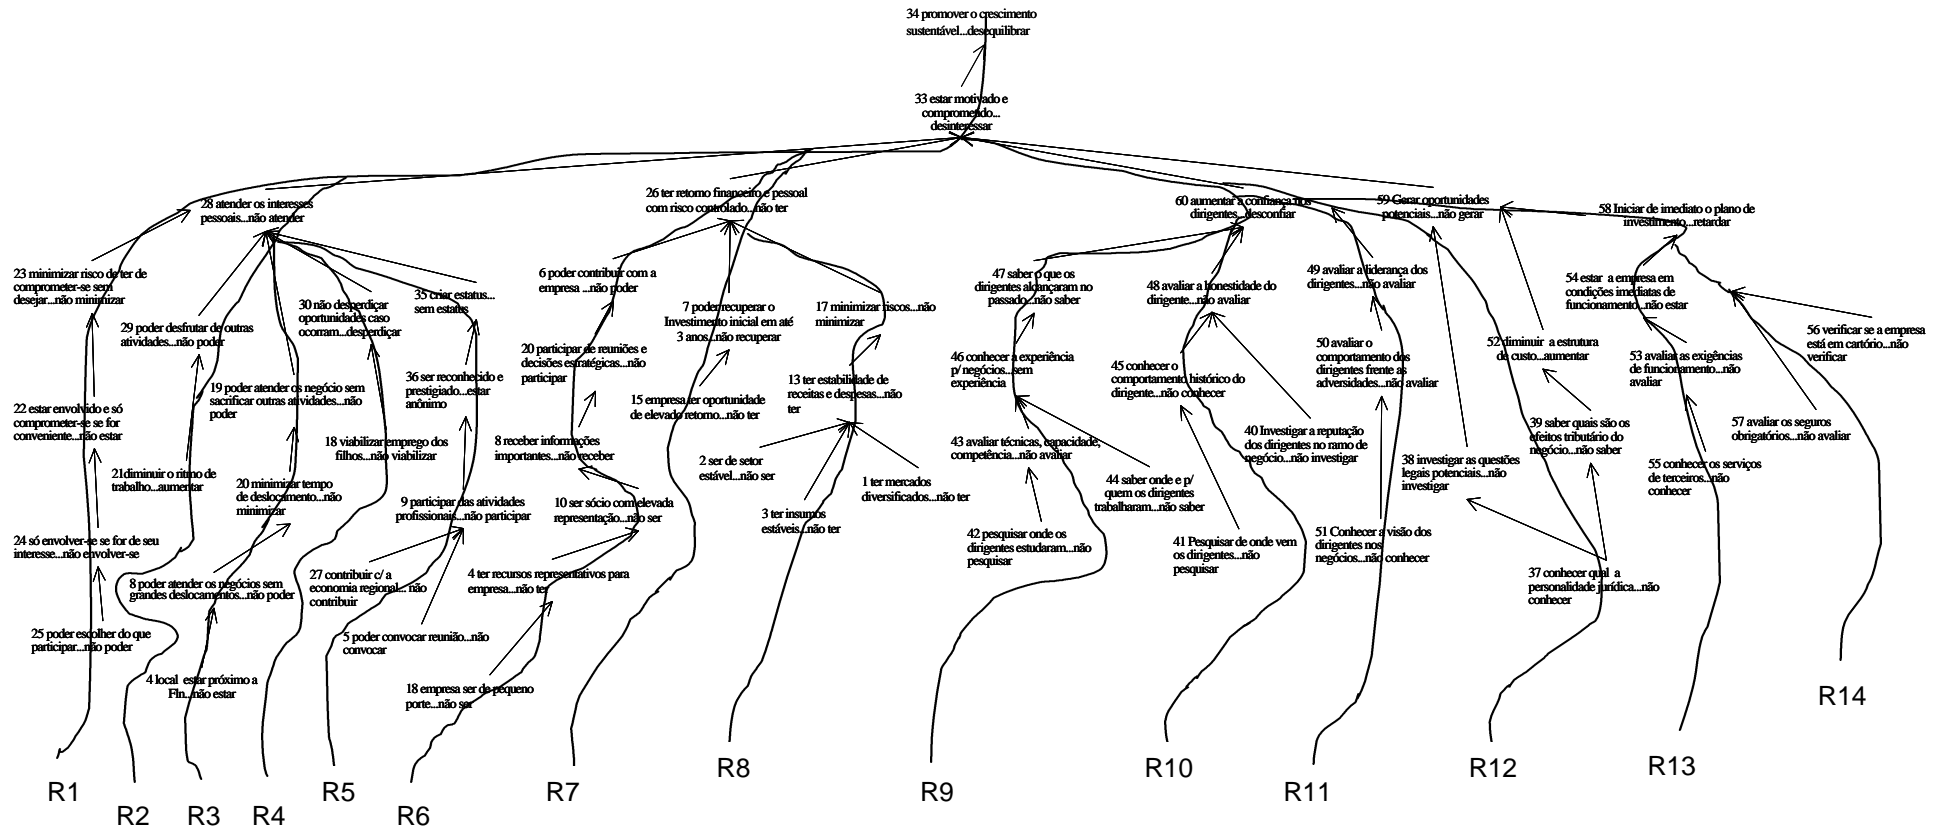 34 promover o crescimento
sustentável...desequilibrar
33 estar motivado e
comprometido...
desinteressar
28 atender os interesses
pessoais...não atender
26 ter retorno financeiro e pessoal
com risco controlado...não ter
60 aumentar a confiança nos
dirigentes...desconfiar
59 Gerar oportunidades
potenciais...não gerar
58 Iniciar de imediato o plano de
investimento...retardar
23 minimizar risco de ter de
comprometer-se sem
desejar...não minimizar
29 poder desfrutar de outras
atividades...não poder
30 não desperdiçar
oportunidades caso
ocorram...desperdiçar
35 criar estatus...
sem estatus
6 poder contribuir com a
empresa ...não poder
7 poder recuperar o
Investimento inicial em até
3 anos...não recuperar
17 minimizar riscos...não
minimizar
47 saber o que os
dirigentes alcançaram no
passado...não saber
48 avaliar a honestidade do
dirigente...não avaliar
49 avaliar a liderança dos
dirigentes...não avaliar
54 estar a empresa em
condições imediatas de
funcionamento...não estar
56 verificar se a empresa
está em cartório...não
verificar
22 estar envolvido e só
comprometer-se se for
conveniente...não estar
19 poder atender os negócio sem
sacrificar outras atividades...não
poder
36 ser reconhecido e
prestigiado...estar
anônimo
20 participar de reuniões e
decisões estratégicas...não
participar
15 empresa ter oportunidade
de elevado retorno...não ter
13 ter estabilidade de
receitas e despesas...não
ter
46 conhecer a experiência
p/ negócios...sem
experiência
45 conhecer o
comportamento histórico do
dirigente...não conhecer
50 avaliar o
comportamento dos
dirigentes frente as
adversidades...não avaliar
52 diminuir a estrutura
de custo...aumentar
53 avaliar as exigências
de funcionamento...não
avaliar
57 avaliar os seguros
obrigatórios...não avaliar
21diminuir o ritmo de
trabalho...aumentar
18 viabilizar emprego dos
filhos...não viabilizar
20 minimizar tempo
de deslocamento...não
minimizar
8 receber informações
importantes...não receber
2 ser de setor
estável...não ser
1 ter mercados
diversificados...não ter
43 avaliar técnicas, capacidade,
competência...não avaliar
40 Investigar a reputação
dos dirigentes no ramo de
negócio...não investigar
38 investigar as questões
legais potenciais...não
investigar
39 saber quais são os
efeitos tributário do
negócio...não saber
55 conhecer os serviços
de terceiros...não
conhecer
24 só envolver-se se for de seu
interesse...não envolver-se
9 participar das atividades
profissionais...não participar
10 ser sócio com elevada
representação...não ser
3 ter insumos
estáveis...não ter
44 saber onde e p/
quem os dirigentes
trabalharam...não saber
42 pesquisar onde os
dirigentes estudaram...não
pesquisar
41 Pesquisar de onde vem
os dirigentes...não
pesquisar
51 Conhecer a visão dos
dirigentes nos
negócios...não conhecer
37 conhecer qual a
personalidade jurídica...não
conhecer
8 poder atender os negócios sem
grandes deslocamentos...não poder
27 contribuir c/ a
economia regional... não
contribuir
4 ter recursos representativos para
empresa...não ter
25 poder escolher do que
participar...não poder
5 poder convocar reunião...não
convocar
4 local estar próximo a
Fln...não estar
18 empresa ser de pequeno
porte...não ser
R1
R2
R3
R4
R5
R6
R7
R8
R9
R10
R11
R12
R13
R14